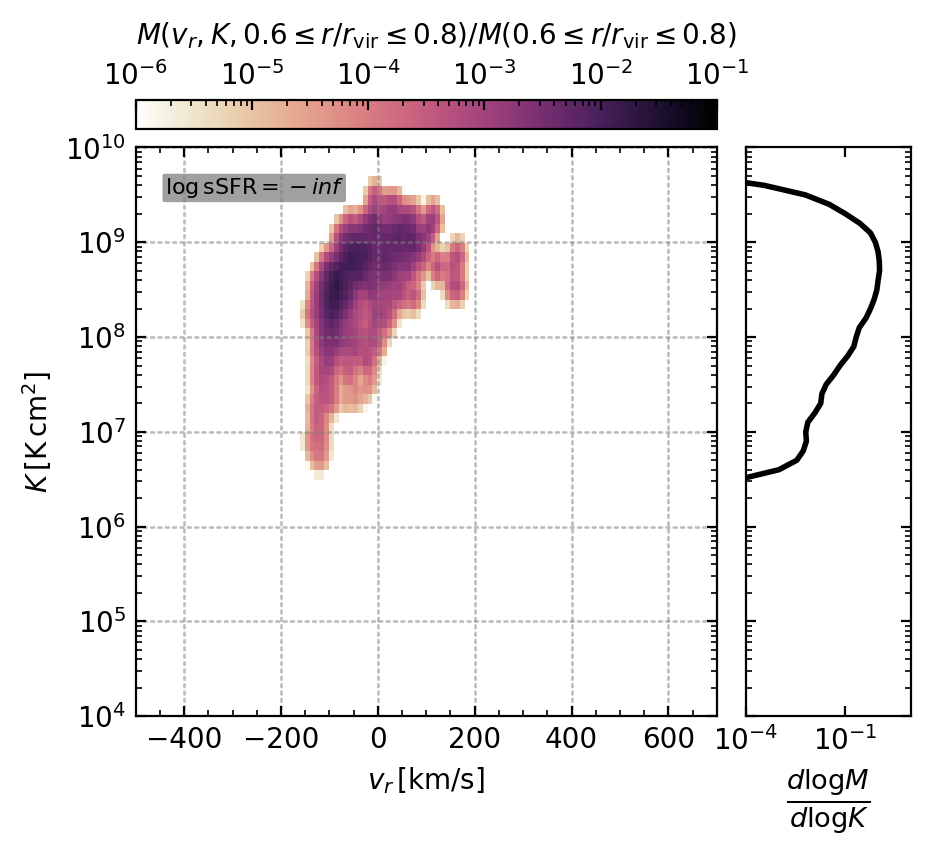 M(v_r, K, 0.6 ≤ r/r_vir ≤ 0.8)/M(0.6 ≤ r/r_vir ≤ 0.8)
10^−6 10^−5 10^−4 10^−3 10^−2 10^−1
log sSFR = −inf
10^10
10^9
10^8
10^7
10^6
10^5
10^4
K [K cm^2]
−400 −200 0 200 400 600
v_r [km/s]
10^−4 10^−1
dlogM
dlogK